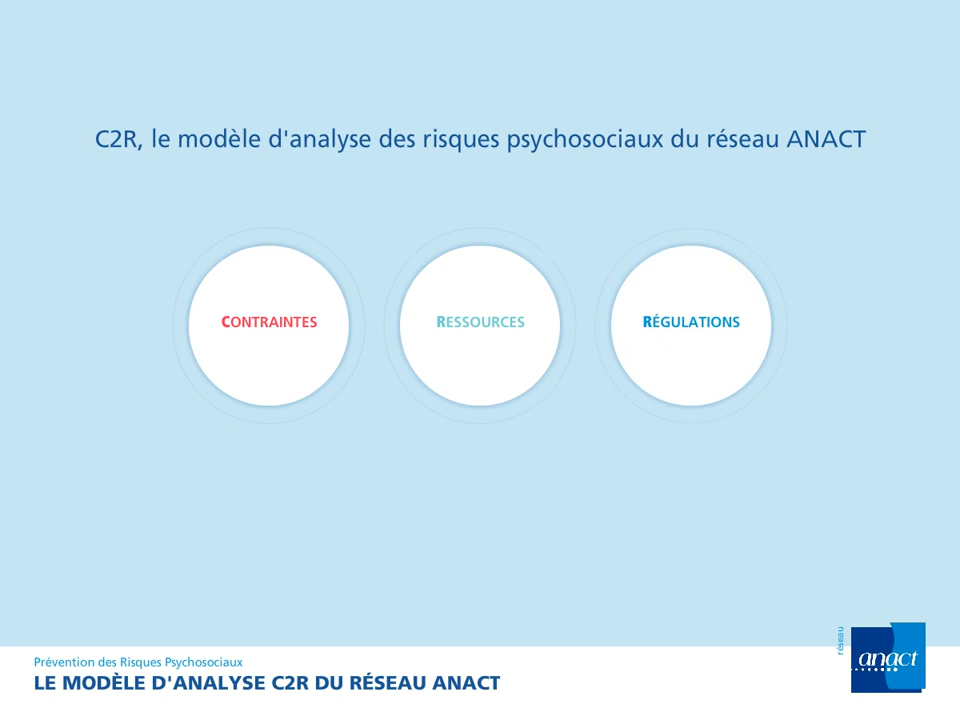 C2R, le modèle d'analyse des risques psychosociaux du réseau ANACT
CONTRAINTES
RESSOURCES
RÉGULATIONS
Prévention des Risques Psychosociaux
LE MODÈLE D'ANALYSE C2R DU RÉSEAU ANACT
réseau
anact